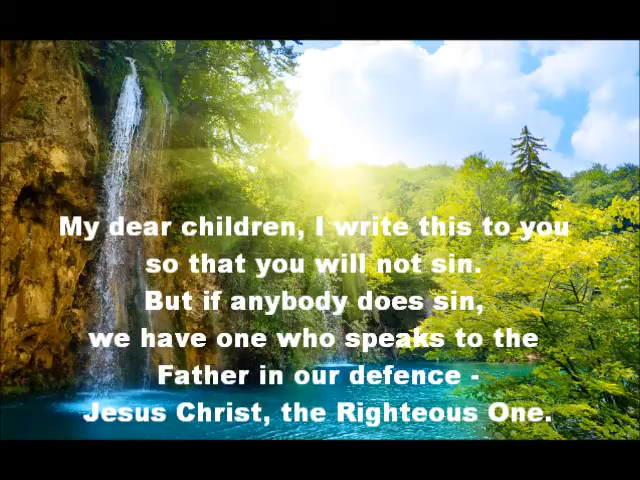 My dear children, I write this to you
so that you will not sin.
But if anybody does sin,
we have one who speaks to the
Father in our defence -
Jesus Christ, the Righteous One.